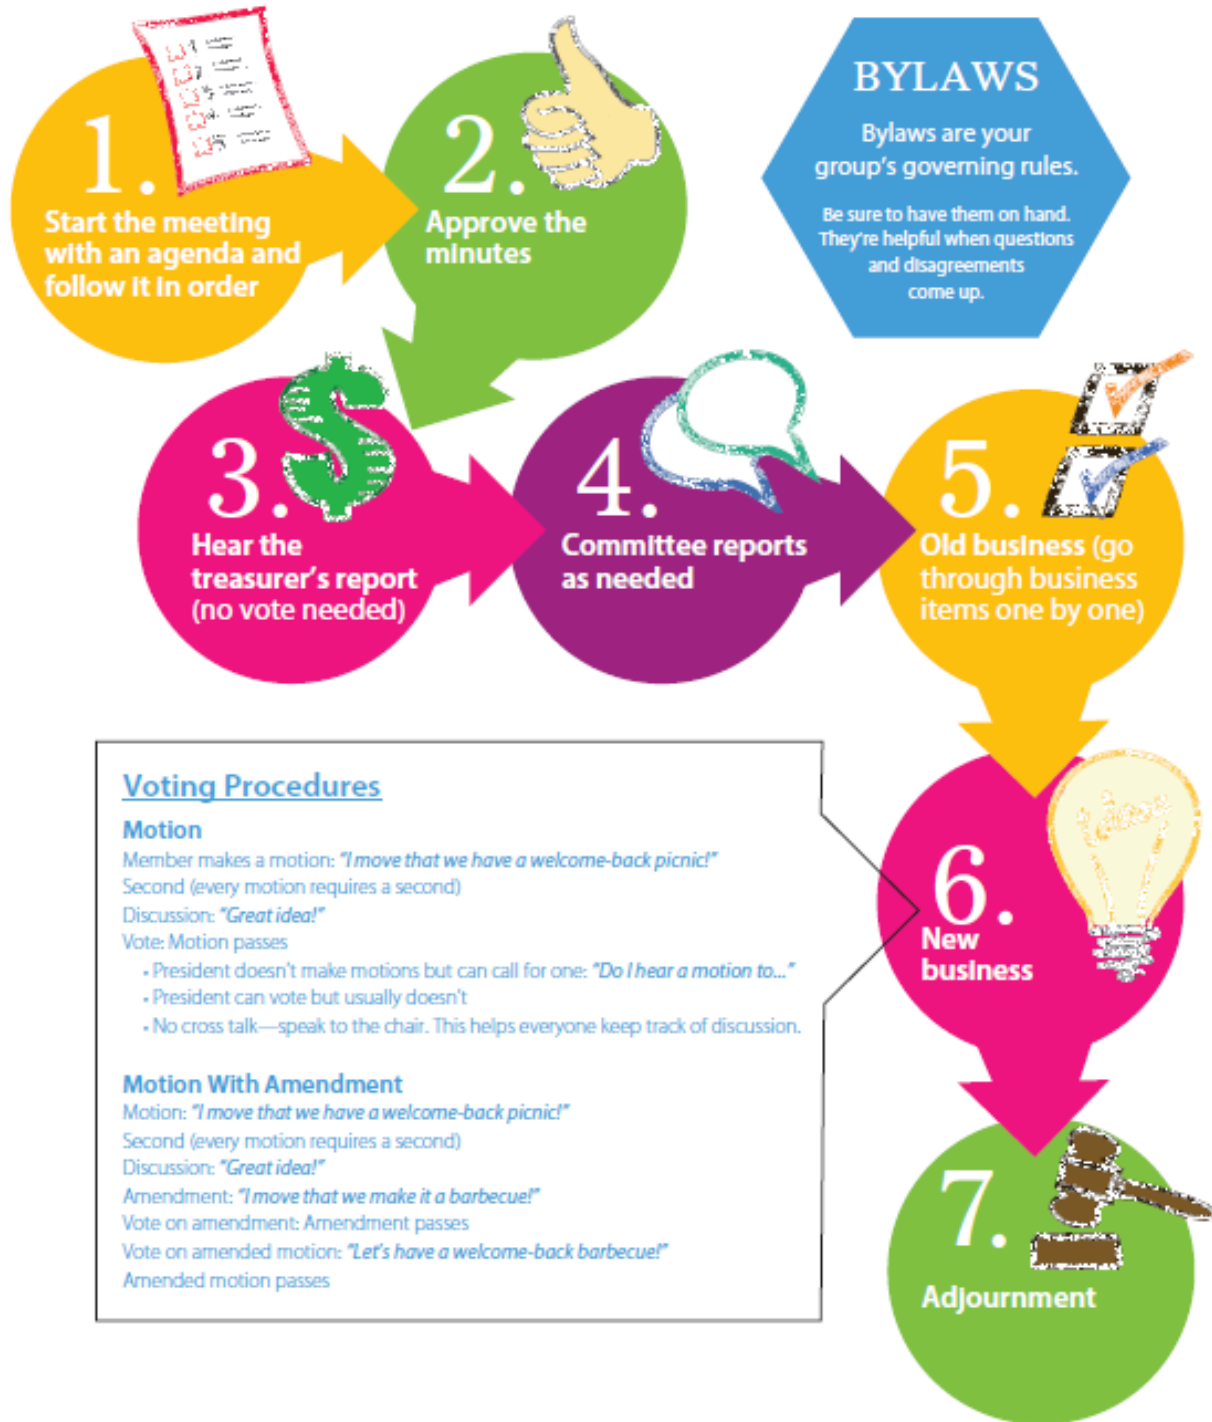 1.
Start the meeting
with an agenda and
follow it in order
2.
Approve the
minutes
BYLAWS
Bylaws are your
group's governing rules.
Be sure to have them on hand.
They're helpful when questions
and disagreements
come up.
3.
Hear the
treasurer's report
(no vote needed)
4.
Committee reports
as needed
5.
Old business (go
through business
items one by one)
Voting Procedures
Motion
Member makes a motion: "I move that we have a welcome-back picnic!"
Second (every motion requires a second)
Discussion: "Great idea!"
Vote: Motion passes
• President doesn't make motions but can call for one: "Do I hear a motion to..."
• President can vote but usually doesn't
• No cross talk—speak to the chair. This helps everyone keep track of discussion.
Motion With Amendment
Motion: "I move that we have a welcome-back picnic!"
Second (every motion requires a second)
Discussion: "Great idea!"
Amendment: "I move that we make it a barbecue!"
Vote on amendment: Amendment passes
Vote on amended motion: "Let's have a welcome-back barbecue!"
Amended motion passes
6.
New
business
7.
Adjournment